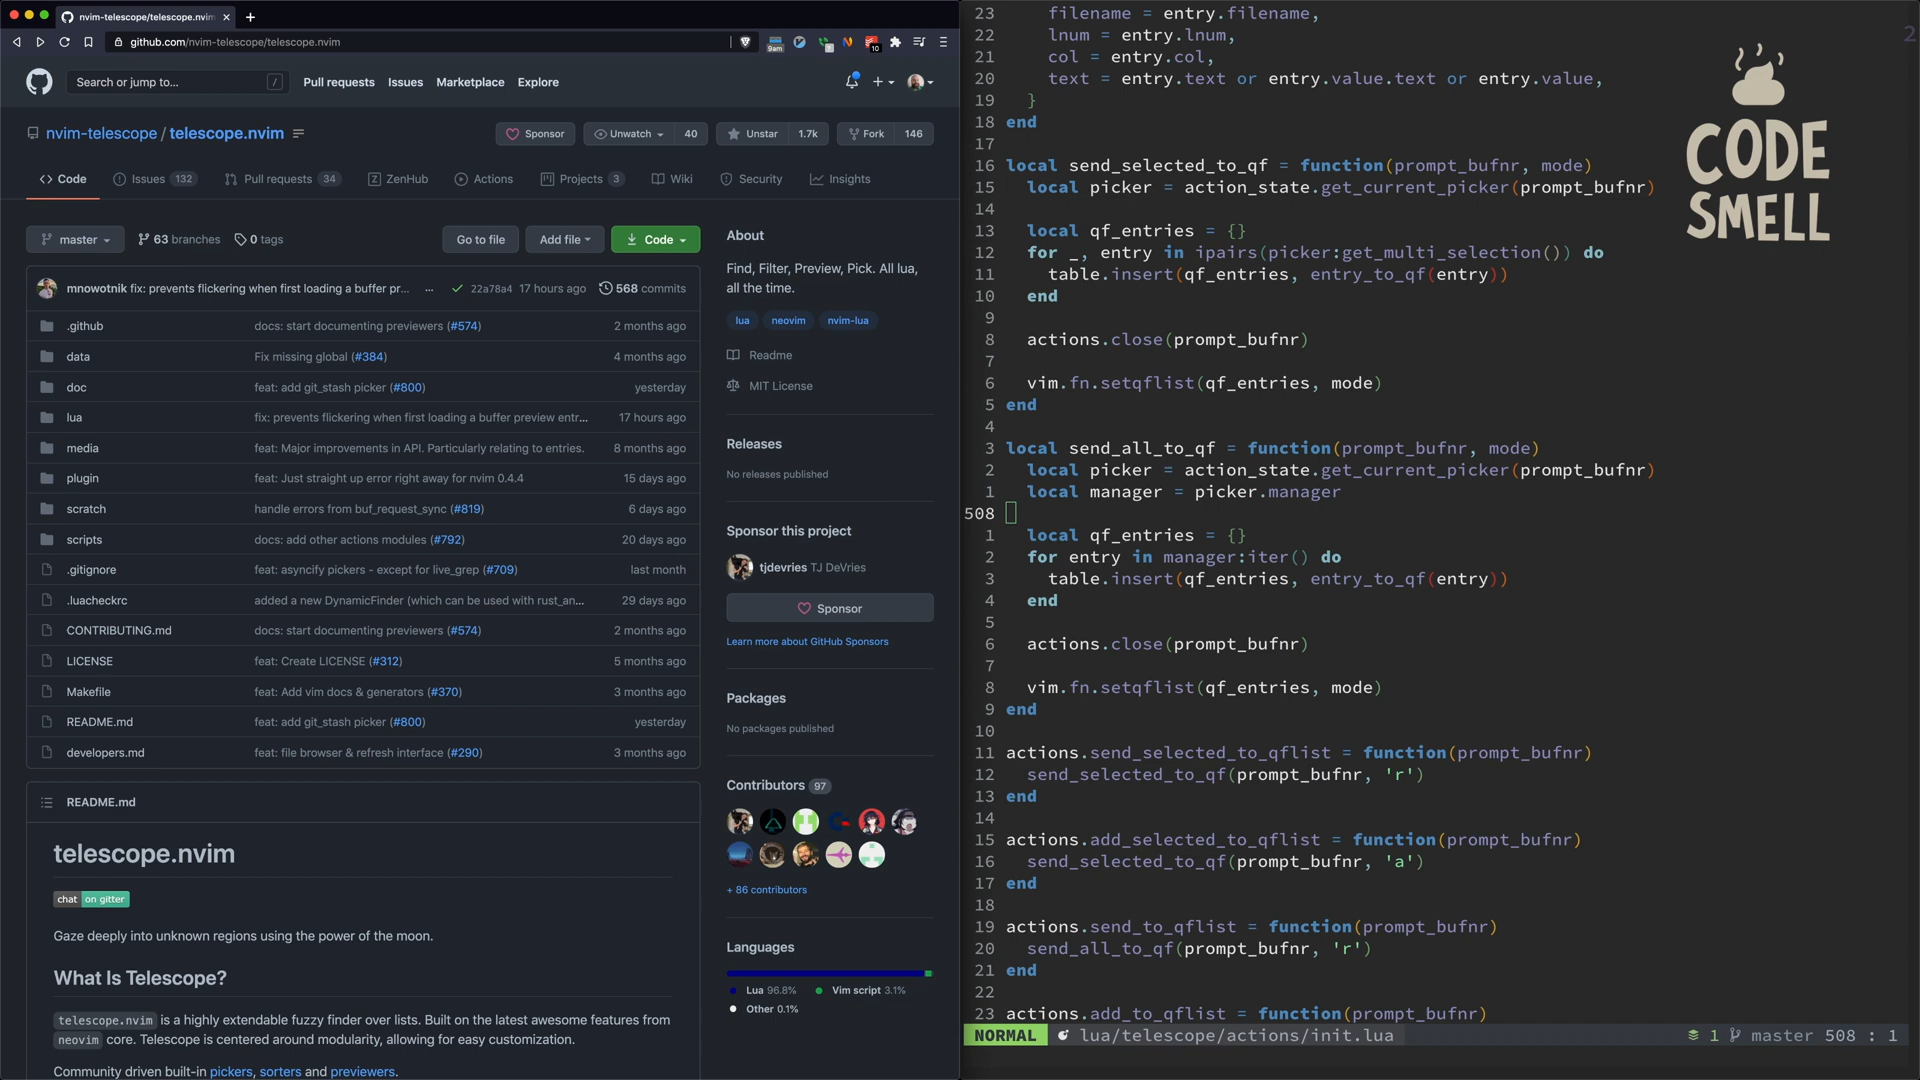 nvim-telescope/telescope.nvim
github.com/nvim-telescope/telescope.nvim
9am
10
Search or jump to... /
Pull requests Issues Marketplace Explore
nvim-telescope / telescope.nvim
Sponsor Unwatch 40 Unstar 1.7k Fork 146
Code Issues 132 Pull requests 34 ZenHub Actions Projects 3 Wiki Security Insights
master 63 branches 0 tags Go to file Add file Code
mnowotnik fix: prevents flickering when first loading a buffer pr... ... 22a78a4 17 hours ago 568 commits
.github docs: start documenting previewers (#574) 2 months ago
data Fix missing global (#384) 4 months ago
doc feat: add git_stash picker (#800) yesterday
lua fix: prevents flickering when first loading a buffer preview entr... 17 hours ago
media feat: Major improvements in API. Particularly relating to entries. 8 months ago
plugin feat: Just straight up error right away for nvim 0.4.4 15 days ago
scratch handle errors from buf_request_sync (#819) 6 days ago
scripts docs: add other actions modules (#792) 20 days ago
.gitignore feat: asyncify pickers - except for live_grep (#709) last month
.luacheckrc added a new DynamicFinder (which can be used with rust_an... 29 days ago
CONTRIBUTING.md docs: start documenting previewers (#574) 2 months ago
LICENSE feat: Create LICENSE (#312) 5 months ago
Makefile feat: Add vim docs & generators (#370) 3 months ago
README.md feat: add git_stash picker (#800) yesterday
developers.md feat: file browser & refresh interface (#290) 3 months ago
README.md
telescope.nvim
chat on gitter
Gaze deeply into unknown regions using the power of the moon.
What Is Telescope?
telescope.nvim is a highly extendable fuzzy finder over lists. Built on the latest awesome features from
neovim core. Telescope is centered around modularity, allowing for easy customization.
Community driven built-in pickers, sorters and previewers.
About
Find, Filter, Preview, Pick. All lua,
all the time.
lua neovim nvim-lua
Readme
MIT License
Releases
No releases published
Sponsor this project
tjdevries TJ DeVries
Sponsor
Learn more about GitHub Sponsors
Packages
No packages published
Contributors 97
+ 86 contributors
Languages
Lua 96.8% Vim script 3.1%
Other 0.1%
23 filename = entry.filename,
22 lnum = entry.lnum,
21 col = entry.col,
20 text = entry.text or entry.value.text or entry.value,
19 }
18 end
17
16 local send_selected_to_qf = function(prompt_bufnr, mode)
15 local picker = action_state.get_current_picker(prompt_bufnr)
14
13 local qf_entries = {}
12 for _, entry in ipairs(picker:get_multi_selection()) do
11 table.insert(qf_entries, entry_to_qf(entry))
10 end
9
8 actions.close(prompt_bufnr)
7
6 vim.fn.setqflist(qf_entries, mode)
5 end
4
3 local send_all_to_qf = function(prompt_bufnr, mode)
2 local picker = action_state.get_current_picker(prompt_bufnr)
1 local manager = picker.manager
508
1 local qf_entries = {}
2 for entry in manager:iter() do
3 table.insert(qf_entries, entry_to_qf(entry))
4 end
5
6 actions.close(prompt_bufnr)
7
8 vim.fn.setqflist(qf_entries, mode)
9 end
10
11 actions.send_selected_to_qflist = function(prompt_bufnr)
12 send_selected_to_qf(prompt_bufnr, 'r')
13 end
14
15 actions.add_selected_to_qflist = function(prompt_bufnr)
16 send_selected_to_qf(prompt_bufnr, 'a')
17 end
18
19 actions.send_to_qflist = function(prompt_bufnr)
20 send_all_to_qf(prompt_bufnr, 'r')
21 end
22
23 actions.add_to_qflist = function(prompt_bufnr)
NORMAL lua/telescope/actions/init.lua 1 master 508 : 1
2
CODE
SMELL